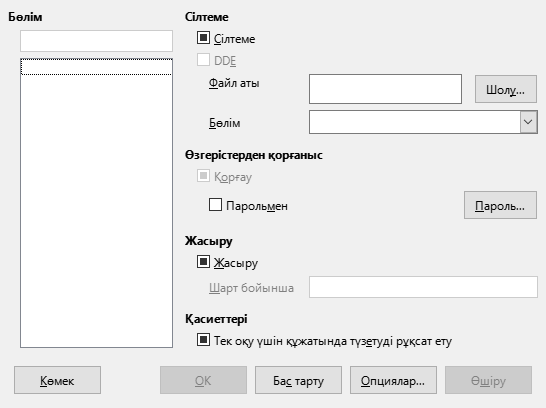 Бөлім
Сілтеме
Сілтеме
DDE
Файл аты
Шолу...
Бөлім
Өзгерістерден қорғаныс
Қорғау
Парольмен
Пароль...
Жасыру
Жасыру
Шарт бойынша
Қасиеттері
Тек оқу үшін құжатында түзетуді рұқсат ету
Көмек
ОК
Бас тарту
Опциялар...
Өшіру